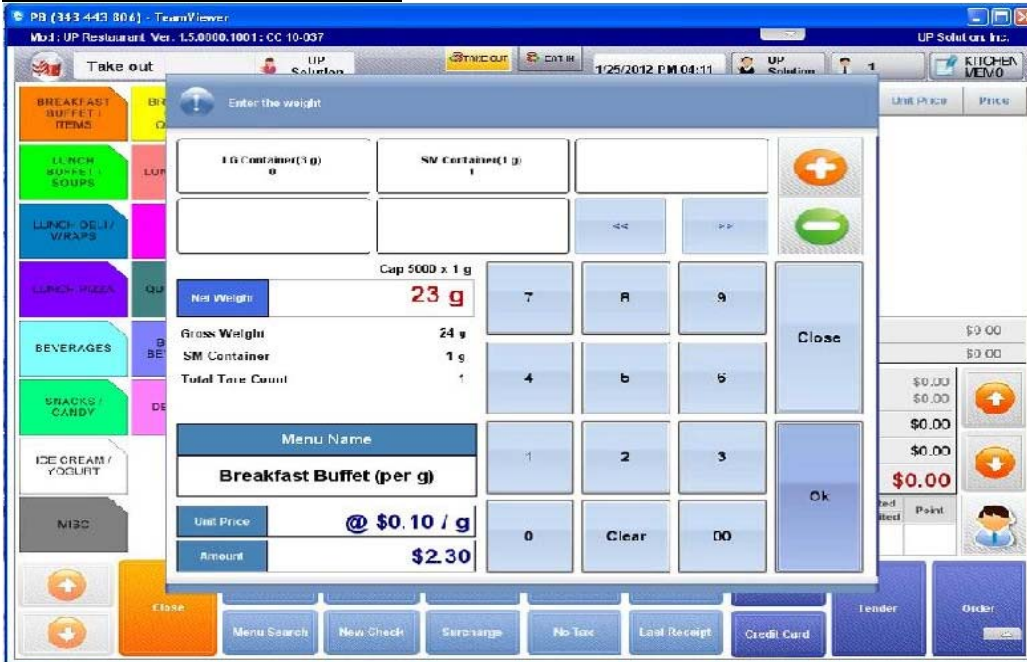 PB (343 443 806) - TeamViewer
Mod : UP Restaurant Ver. 1.5.0000.1001 : CC 10-037
UP Solution Inc.
Take out
UP Solution
TAKE OUT
EAT IN
1/25/2012 PM 04:11
UP Solution
1
KITCHEN MEMO
Enter the weight
Unit Price
Price
BREAKFAST
BUFFET /
ITEMS
LG Container(3 g)
0
SM Container(1 g)
1
LUNCH
BUFFET /
SOUPS
LUNCH DELI /
WRAPS
<<
>>
LUNCH PIZZA
Cap 5000 x 1 g
Net Weight
23 g
7
8
9
Close
Gross Weight
24 g
SM Container
1 g
Total Tare Count
1
BEVERAGES
$0.00
$0.00
4
5
6
SNACKS /
CANDY
$0.00
$0.00
$0.00
Menu Name
Breakfast Buffet (per g)
1
2
3
Ok
ICE CREAM /
YOGURT
$0.00
$0.00
Unit Price
@ $0.10 / g
Amount
$2.30
0
Clear
00
MISC
Point
Close
Menu Search
New Check
Surcharge
No Tax
Last Receipt
Credit Card
Tender
Order